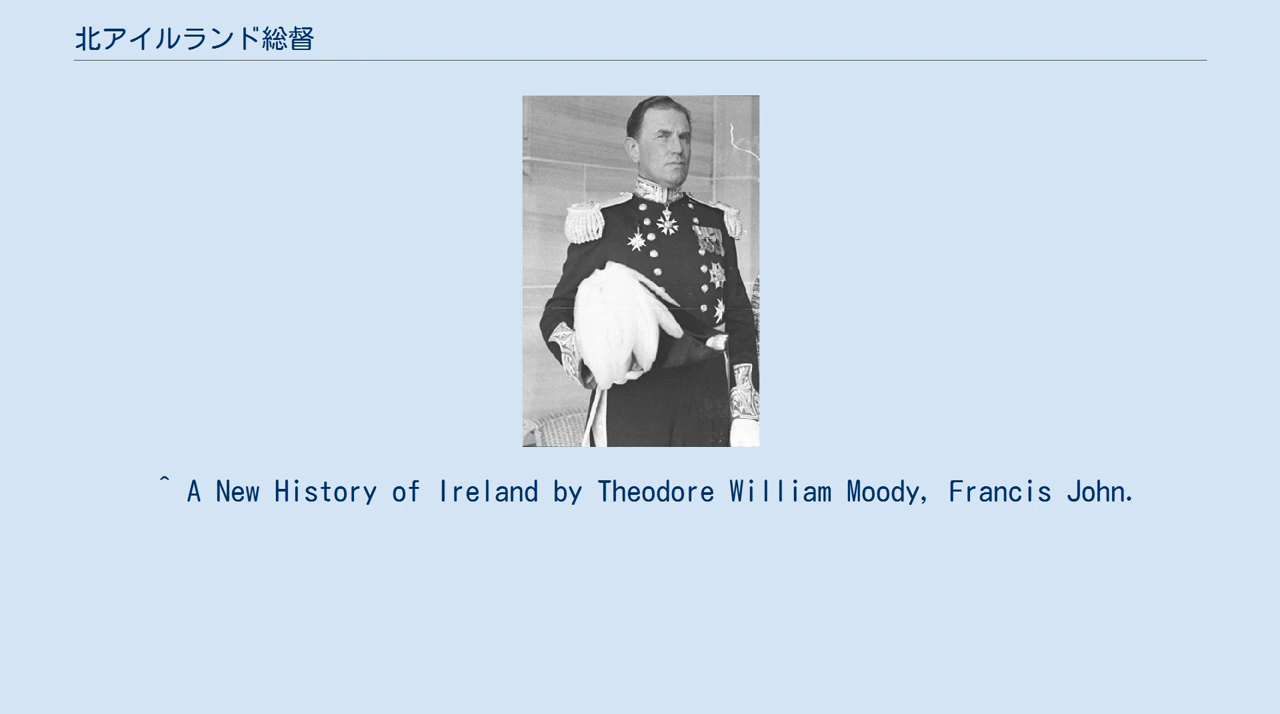 北アイルランド総督
^ A New History of Ireland by Theodore William Moody, Francis John.